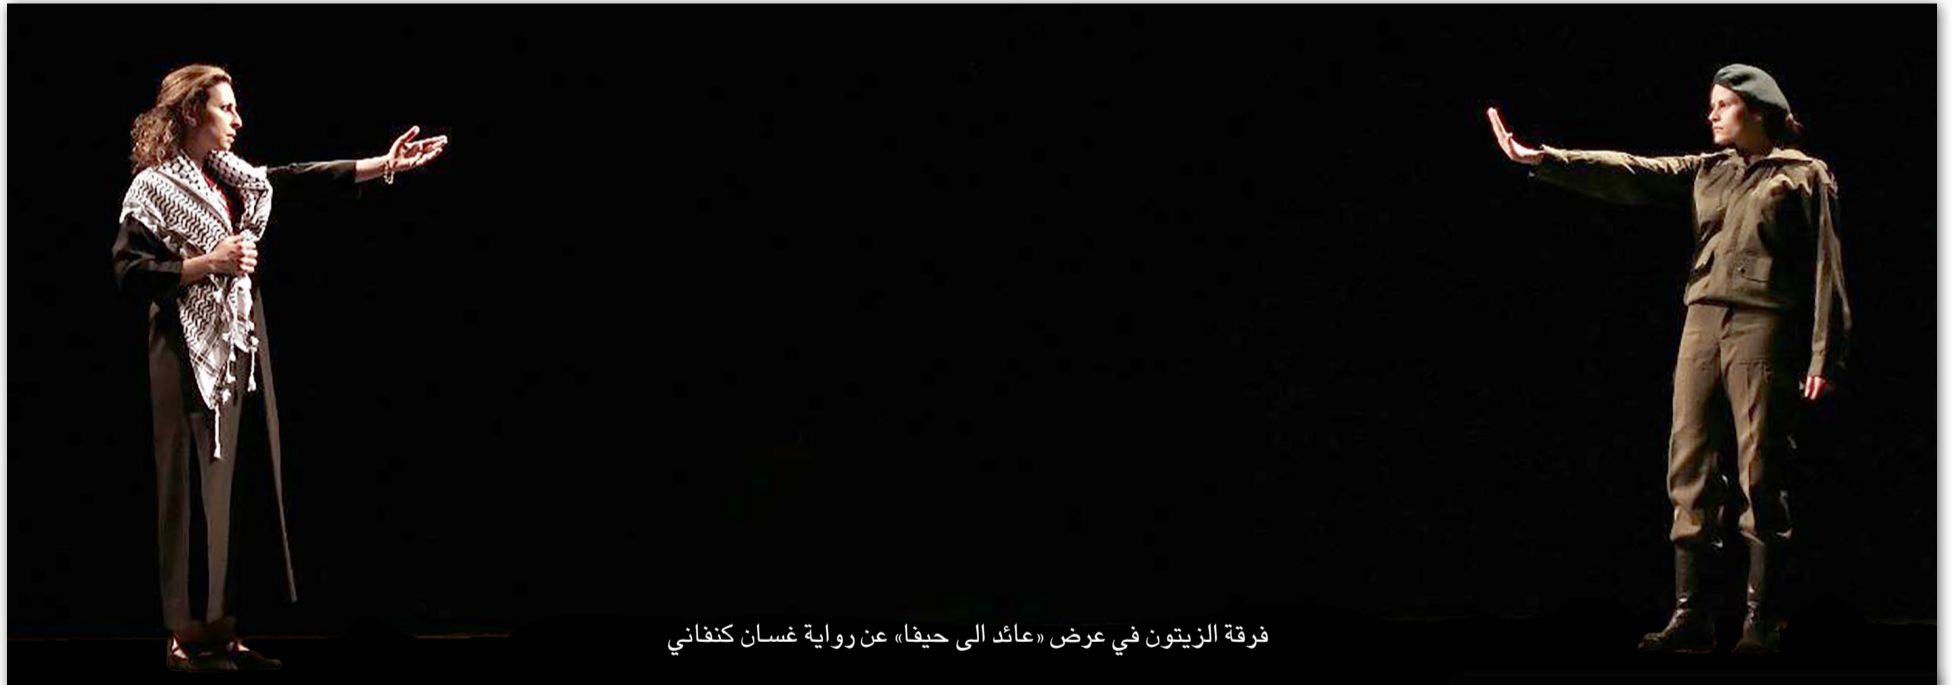 فرقة الزيتون في عرض «عائد الى حيفا» عن رواية غسان كنفاني